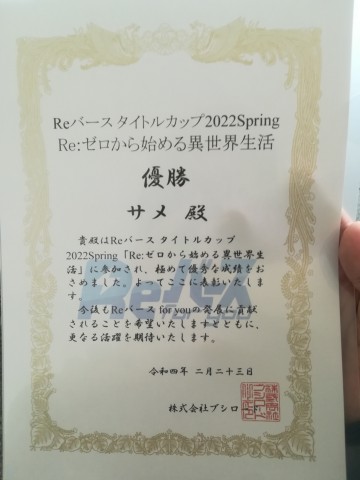 Reバース タイトルカップ2022Spring
Re:ゼロから始める異世界生活
優勝
サメ 殿
貴殿はReバース タイトルカップ
2022Spring「Re:ゼロから始める異世界生
活」に参加され、極めて優秀な成績をお
さめました。よってここに表彰いたしま
す。
今後もReバース for youの発展に貢献
されることを希望いたしますとともに、
更なる活躍を期待いたします。
令和四年 二月二十三日
株式会社ブシロ